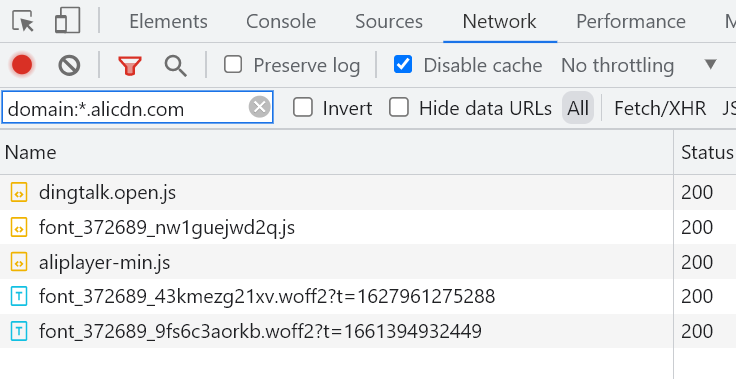 Elements Console Sources Network Performance M
Preserve log Disable cache No throttling
domain:*.alicdn.com Invert Hide data URLs All Fetch/XHR JS
Name Status
dingtalk.open.js 200
font_372689_nw1guejwd2q.js 200
aliplayer-min.js 200
font_372689_43kmezg21xv.woff2?t=1627961275288 200
font_372689_9fs6c3aorkb.woff2?t=1661394932449 200